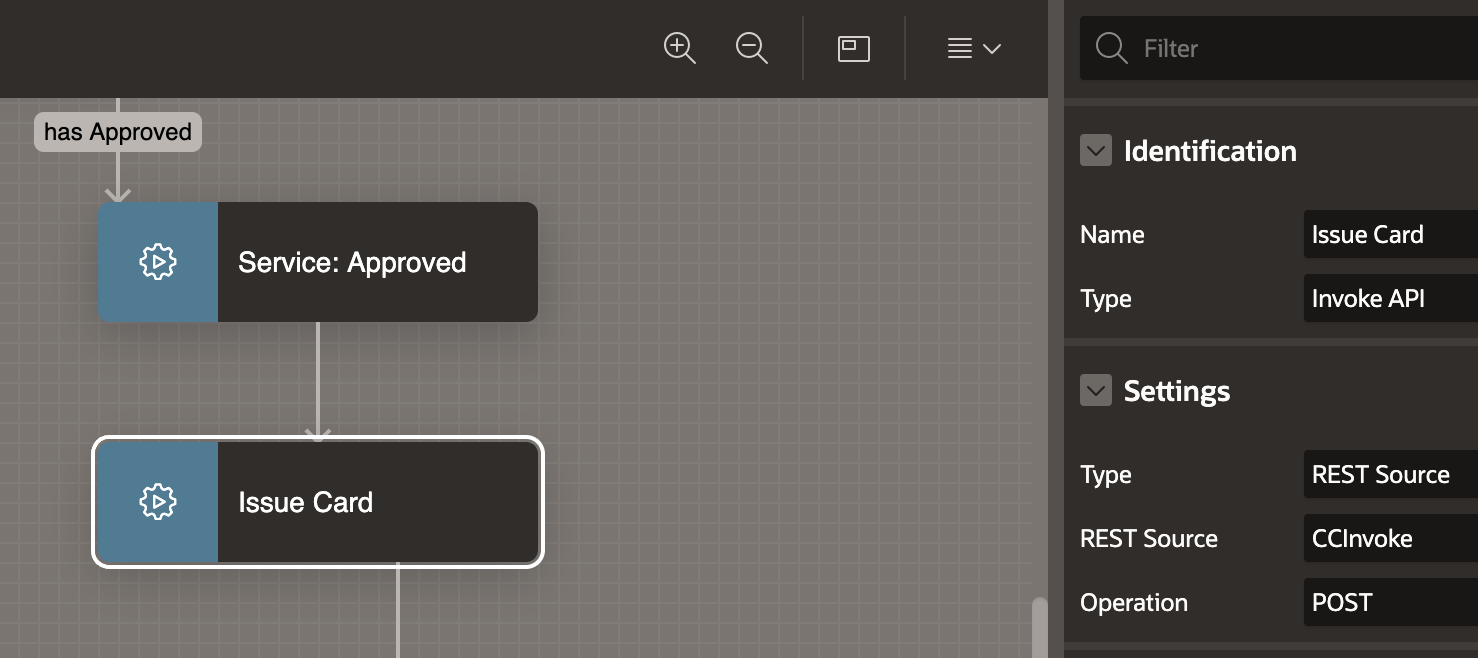 has Approved
Service: Approved
Issue Card
Filter
Identification
Name Issue Card
Type Invoke API
Settings
Type REST Source
REST Source CCInvoke
Operation POST